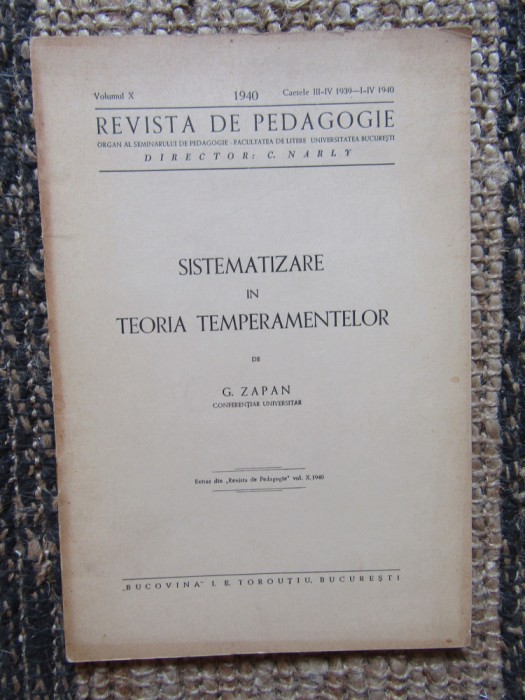 Volumul X 1940 Caetele III-IV 1939—I-IV 1940
REVISTA DE PEDAGOGIE
ORGAN AL SEMINARULUI DE PEDAGOGIE - FACULTATEA DE LITERE UNIVERSITATEA BUCUREȘTI
DIRECTOR: C. NARLY
SISTEMATIZARE
IN
TEORIA TEMPERAMENTELOR
DE
G. ZAPAN
CONFERENȚIAR UNIVERSITAR
Extras din „Revista de Pedagogie" vol. X, 1940
„BUCOVINA" I. E. TOROUȚIU, BUCUREȘTI